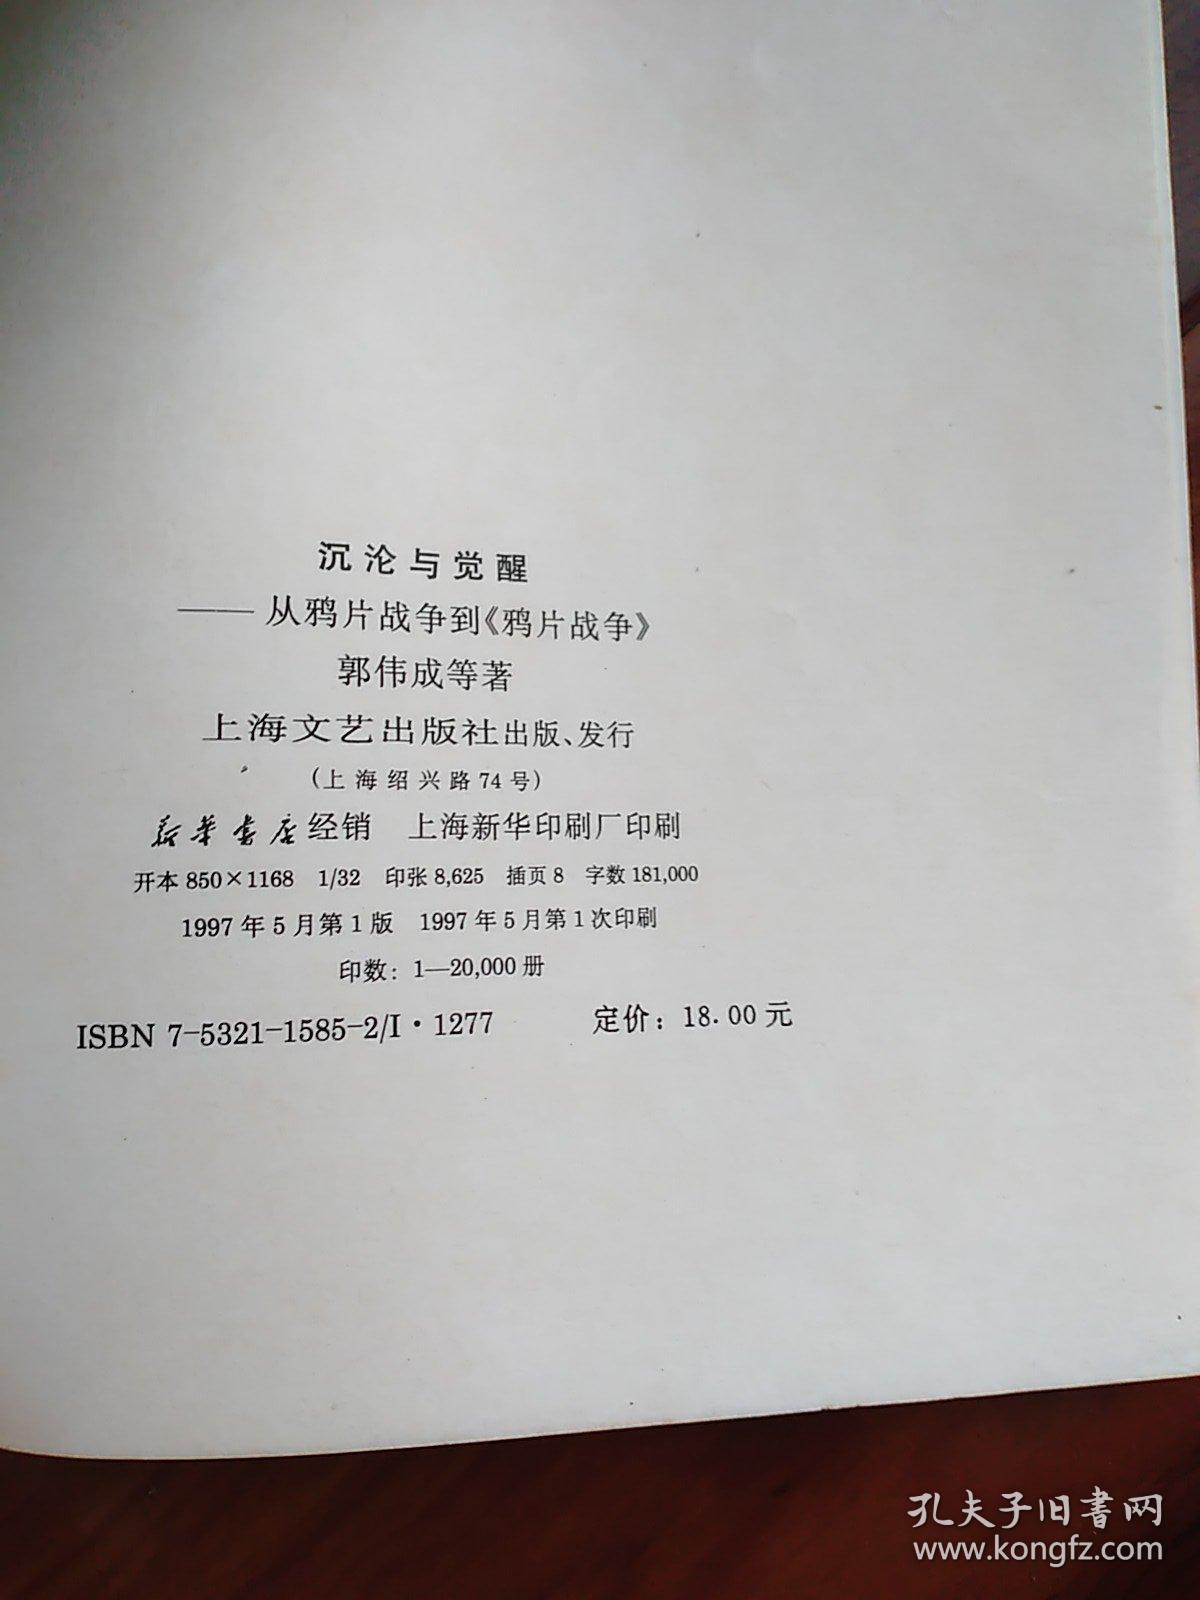 沉沦与觉醒
——从鸦片战争到《鸦片战争》
郭伟成等著
上海文艺出版社出版、发行
(上海绍兴路74号)
新华书店经销 上海新华印刷厂印刷
开本850×1168 1/32 印张8,625 插页8 字数181,000
1997年5月第1版 1997年5月第1次印刷
印数: 1—20,000册
ISBN 7-5321-1585-2/I·1277 定价: 18.00元
孔夫子旧书网
www.kongfz.com